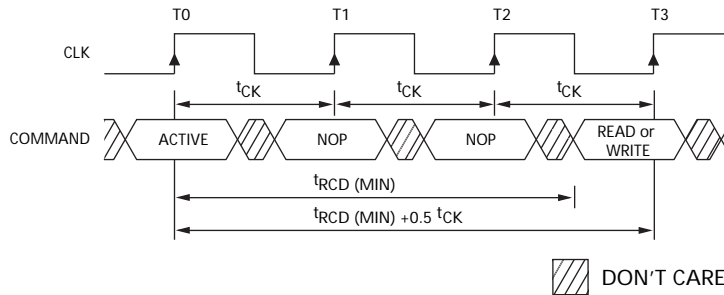 T0 T1 T2 T3
CLK
tCK tCK tCK
COMMAND ACTIVE NOP NOP READ or
WRITE
tRCD (MIN)
tRCD (MIN) +0.5 tCK
DON'T CARE